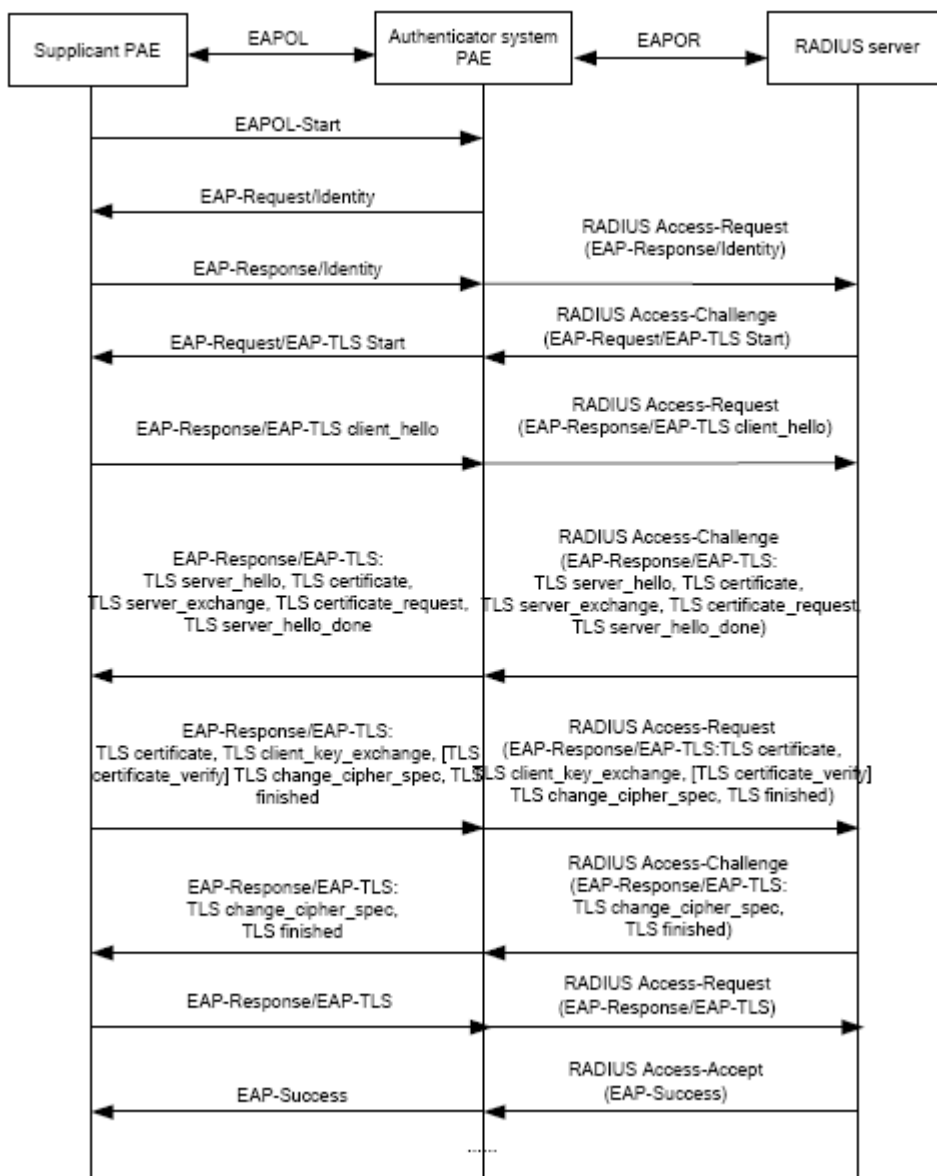 Supplicant PAE
EAPOL
Authenticator system
PAE
EAPOR
RADIUS server
EAPOL-Start
EAP-Request/Identity
RADIUS Access-Request
(EAP-Response/Identity)
EAP-Response/Identity
RADIUS Access-Challenge
(EAP-Request/EAP-TLS Start)
EAP-Request/EAP-TLS Start
RADIUS Access-Request
(EAP-Response/EAP-TLS client_hello)
EAP-Response/EAP-TLS client_hello
EAP-Response/EAP-TLS:
TLS server_hello, TLS certificate,
TLS server_exchange, TLS certificate_request,
TLS server_hello_done
RADIUS Access-Challenge
(EAP-Response/EAP-TLS:
TLS server_hello, TLS certificate,
TLS server_exchange, TLS certificate_request,
TLS server_hello_done)
EAP-Response/EAP-TLS:
TLS certificate, TLS client_key_exchange, [TLS
certificate_verify] TLS change_cipher_spec, TLS
finished
RADIUS Access-Request
(EAP-Response/EAP-TLS:TLS certificate,
TLS client_key_exchange, [TLS certificate_verify]
TLS change_cipher_spec, TLS finished)
EAP-Response/EAP-TLS:
TLS change_cipher_spec,
TLS finished
RADIUS Access-Challenge
(EAP-Response/EAP-TLS:
TLS change_cipher_spec,
TLS finished)
EAP-Response/EAP-TLS
RADIUS Access-Request
(EAP-Response/EAP-TLS)
EAP-Success
RADIUS Access-Accept
(EAP-Success)
......